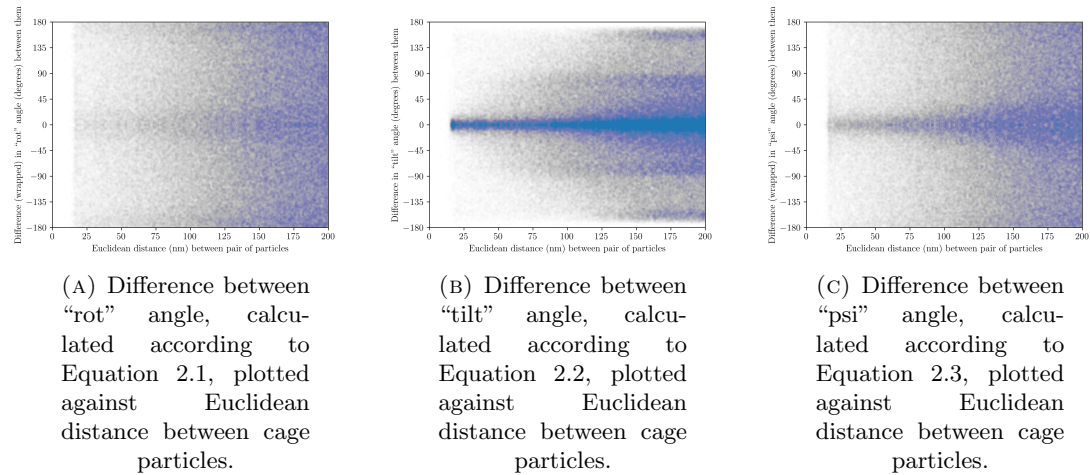 Difference (wrapped) in "rot" angle (degrees) between them
180
135
90
45
0
−45
−90
−135
−180
0 25 50 75 100 125 150 175 200
Euclidean distance (nm) between pair of particles
(A) Difference between
“rot” angle, calcu-
lated according to
Equation 2.1, plotted
against Euclidean
distance between cage
particles.
Difference in "tilt" angle (degrees) between them
180
135
90
45
0
−45
−90
−135
−180
0 25 50 75 100 125 150 175 200
Euclidean distance (nm) between pair of particles
(B) Difference between
“tilt” angle, calcu-
lated according to
Equation 2.2, plotted
against Euclidean
distance between cage
particles.
Difference (wrapped) in "psi" angle (degrees) between them
180
135
90
45
0
−45
−90
−135
−180
0 25 50 75 100 125 150 175 200
Euclidean distance (nm) between pair of particles
(C) Difference between
“psi” angle, calcu-
lated according to
Equation 2.3, plotted
against Euclidean
distance between cage
particles.